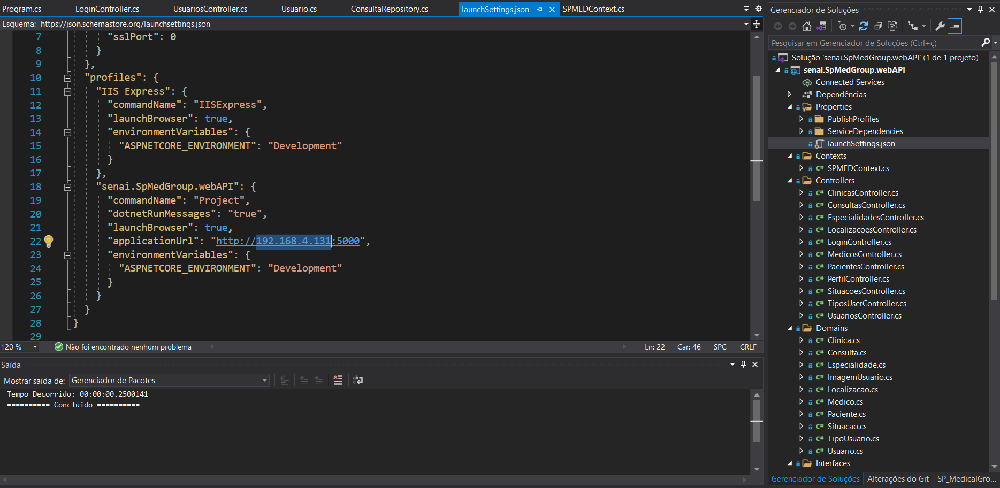 Program.cs
LoginController.cs
UsuariosController.cs
Usuario.cs
ConsultaRepository.cs
launchSettings.json
SPMEDContext.cs
Esquema: https://json.schemastore.org/launchsettings.json
7 "sslPort": 0
8 }
9 },
10 "profiles": {
11 "IIS Express": {
12 "commandName": "IISExpress",
13 "launchBrowser": true,
14 "environmentVariables": {
15 "ASPNETCORE_ENVIRONMENT": "Development"
16 }
17 },
18 "senai.SpMedGroup.webAPI": {
19 "commandName": "Project",
20 "dotnetRunMessages": "true",
21 "launchBrowser": true,
22 "applicationUrl": "http://192.168.4.131:5000",
23 "environmentVariables": {
24 "ASPNETCORE_ENVIRONMENT": "Development"
25 }
26 }
27 }
28 }
29
120 % Não foi encontrado nenhum problema Ln: 22 Car: 46 SPC CRLF
Saída
Mostrar saída de: Gerenciador de Pacotes
Tempo Decorrido: 00:00:00.2500141
========== Concluído ==========
Gerenciador de Soluções
Pesquisar em Gerenciador de Soluções (Ctrl+ç)
Solução 'senai.SpMedGroup.webAPI' (1 de 1 projeto)
senai.SpMedGroup.webAPI
Connected Services
Dependências
Properties
PublishProfiles
ServiceDependencies
launchSettings.json
Contexts
C# SPMEDContext.cs
Controllers
C# ClinicasController.cs
C# ConsultasController.cs
C# EspecialidadesController.cs
C# LocalizacoesController.cs
C# LoginController.cs
C# MedicosController.cs
C# PacientesController.cs
C# PerfilController.cs
C# SituacoesController.cs
C# TiposUserController.cs
C# UsuariosController.cs
Domains
C# Clinica.cs
C# Consulta.cs
C# Especialidade.cs
C# ImagemUsuario.cs
C# Localizacao.cs
C# Medico.cs
C# Paciente.cs
C# Situacao.cs
C# TipoUsuario.cs
C# Usuario.cs
Interfaces
Gerenciador de Soluções Alterações do Git – SP_MedicalGro...